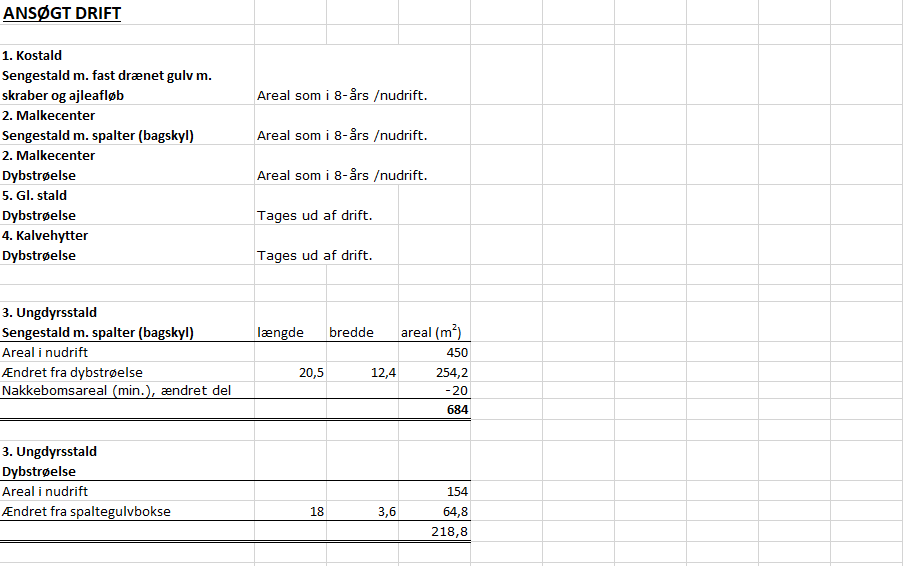 ANSØGT DRIFT
1. Kostald
Sengestald m. fast drænet gulv m.
skraber og ajleafløb Areal som i 8-års /nudrift.
2. Malkecenter
Sengestald m. spalter (bagskyl) Areal som i 8-års /nudrift.
2. Malkecenter
Dybstrøelse Areal som i 8-års /nudrift.
5. Gl. stald
Dybstrøelse Tages ud af drift.
4. Kalvehytter
Dybstrøelse Tages ud af drift.
3. Ungdyrsstald
Sengestald m. spalter (bagskyl) længde bredde areal (m²)
Areal i nudrift 450
Ændret fra dybstrøelse 20,5 12,4 254,2
Nakkebomsareal (min.), ændret del -20
684
3. Ungdyrsstald
Dybstrøelse
Areal i nudrift 154
Ændret fra spaltegulvbokse 18 3,6 64,8
218,8